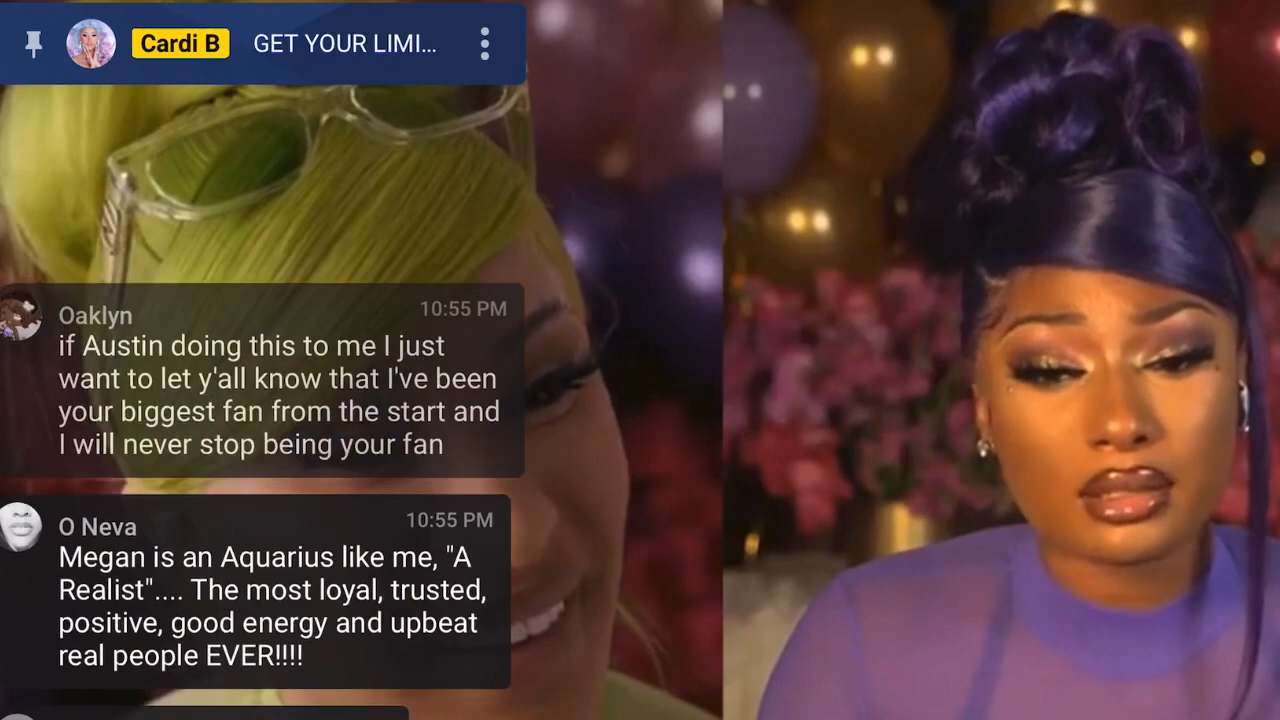 Cardi B GET YOUR LIMI...
Oaklyn 10:55 PM
if Austin doing this to me I just
want to let y'all know that I've been
your biggest fan from the start and
I will never stop being your fan
O Neva 10:55 PM
Megan is an Aquarius like me, "A
Realist".... The most loyal, trusted,
positive, good energy and upbeat
real people EVER!!!!